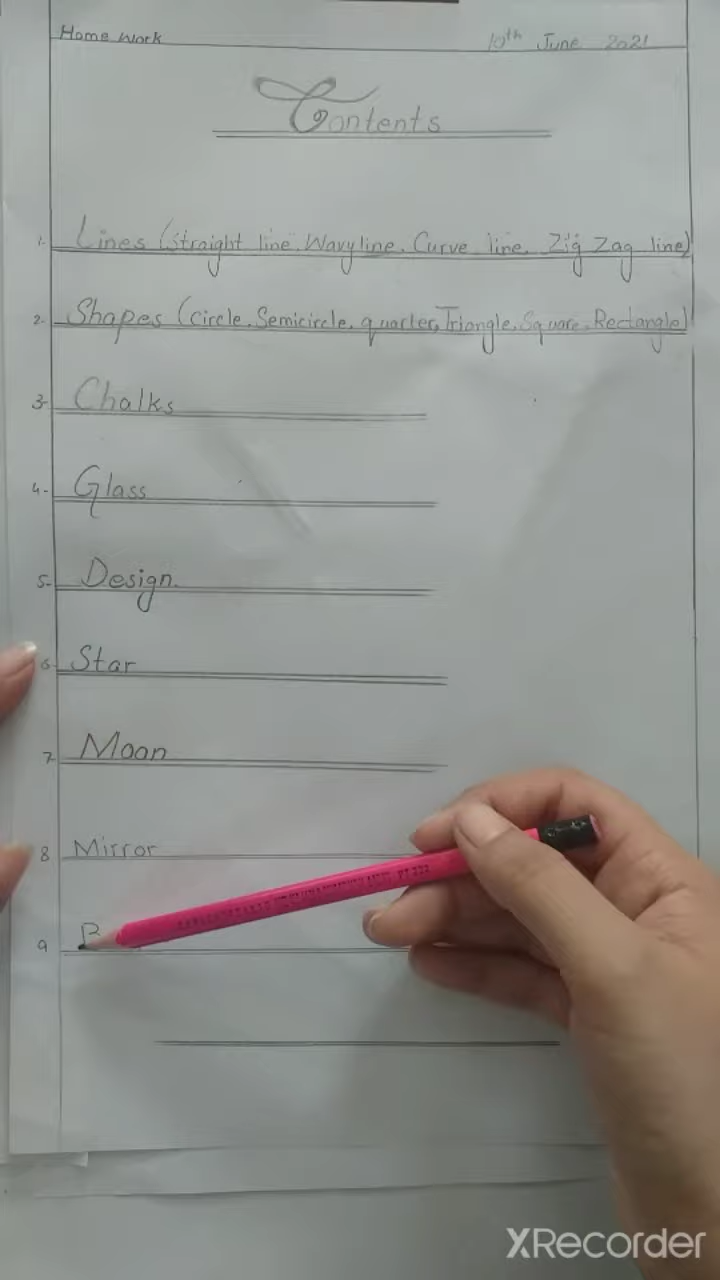 Home Work 10th June 2021
Contents
1- Lines (Straight line, Wavy line, Curve line, Zig Zag line)
2- Shapes (circle, Semicircle, quarter, Triangle, Square, Rectangle)
3- Chalks
4- Glass
5- Design
6- Star
7- Moon
8 Mirror
9
XRecorder